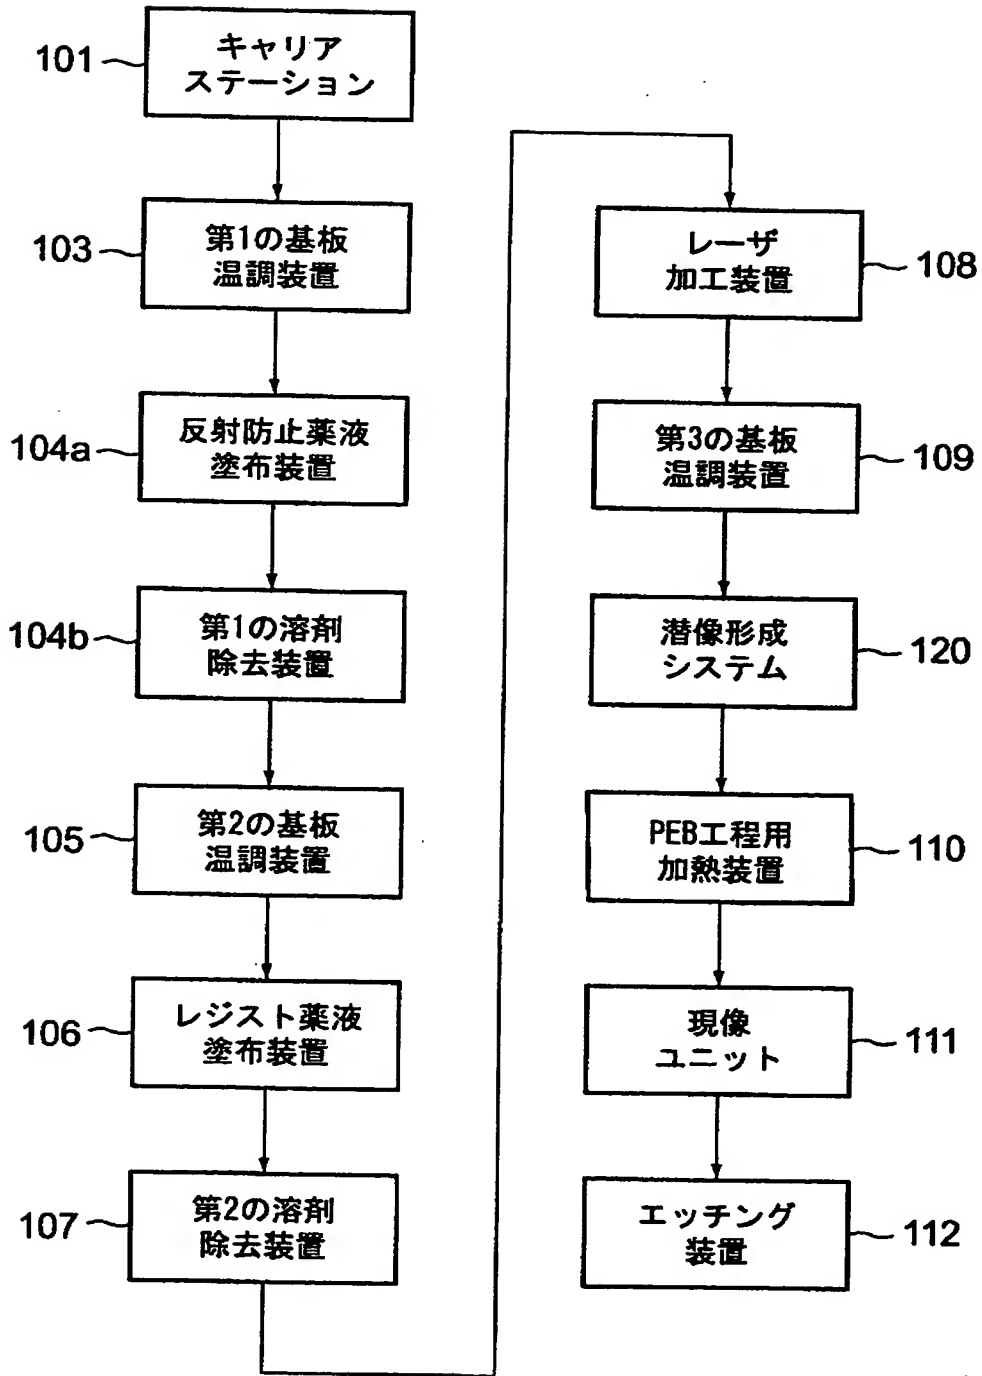 101
キャリア
ステーション
103
第1の基板
温調装置
104a
反射防止薬液
塗布装置
104b
第1の溶剤
除去装置
105
第2の基板
温調装置
106
レジスト薬液
塗布装置
107
第2の溶剤
除去装置
レーザ
加工装置
108
第3の基板
温調装置
109
潜像形成
システム
120
PEB工程用
加熱装置
110
現像
ユニット
111
エッチング
装置
112